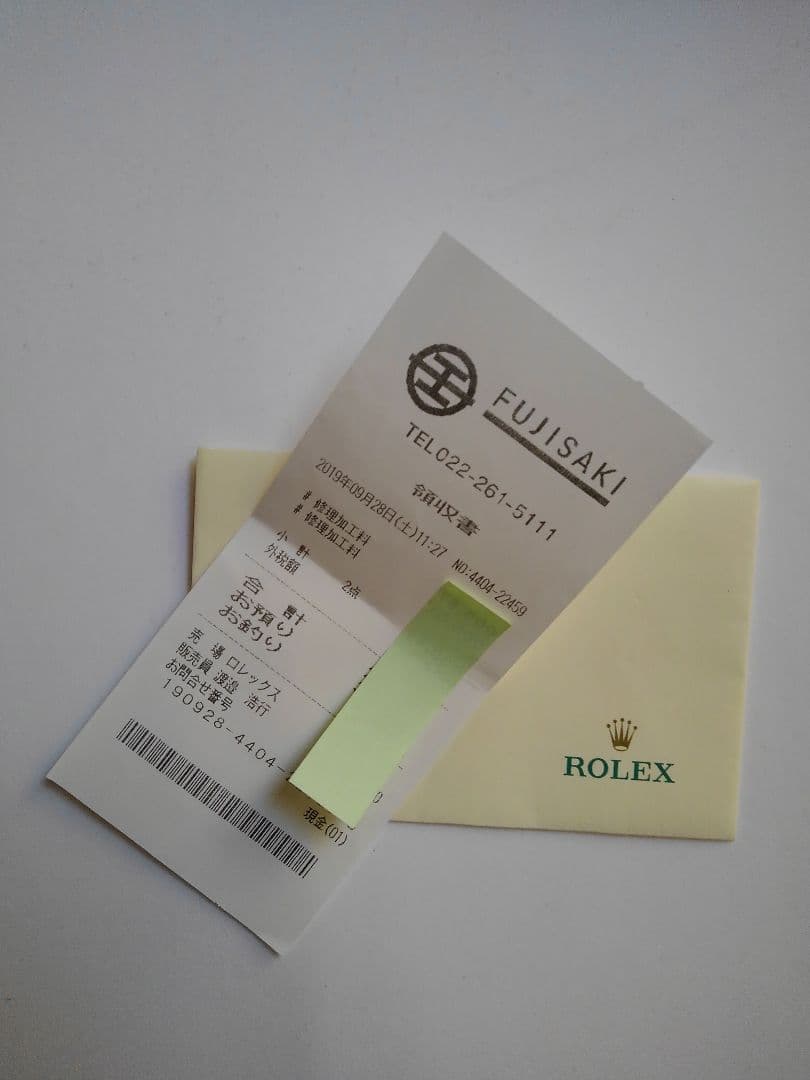 FUJISAKI
TEL022-261-5111
領収書
2019年09月28日(土)11:27 NO:4404-22459
# 修理加工料
# 修理加工料
小 計 2点
外税額
合 計
お預り
お釣り
売 場 ロレックス
販売員 渡邉 浩行
お問合せ番号
190928-4404-
現金(01)
ROLEX